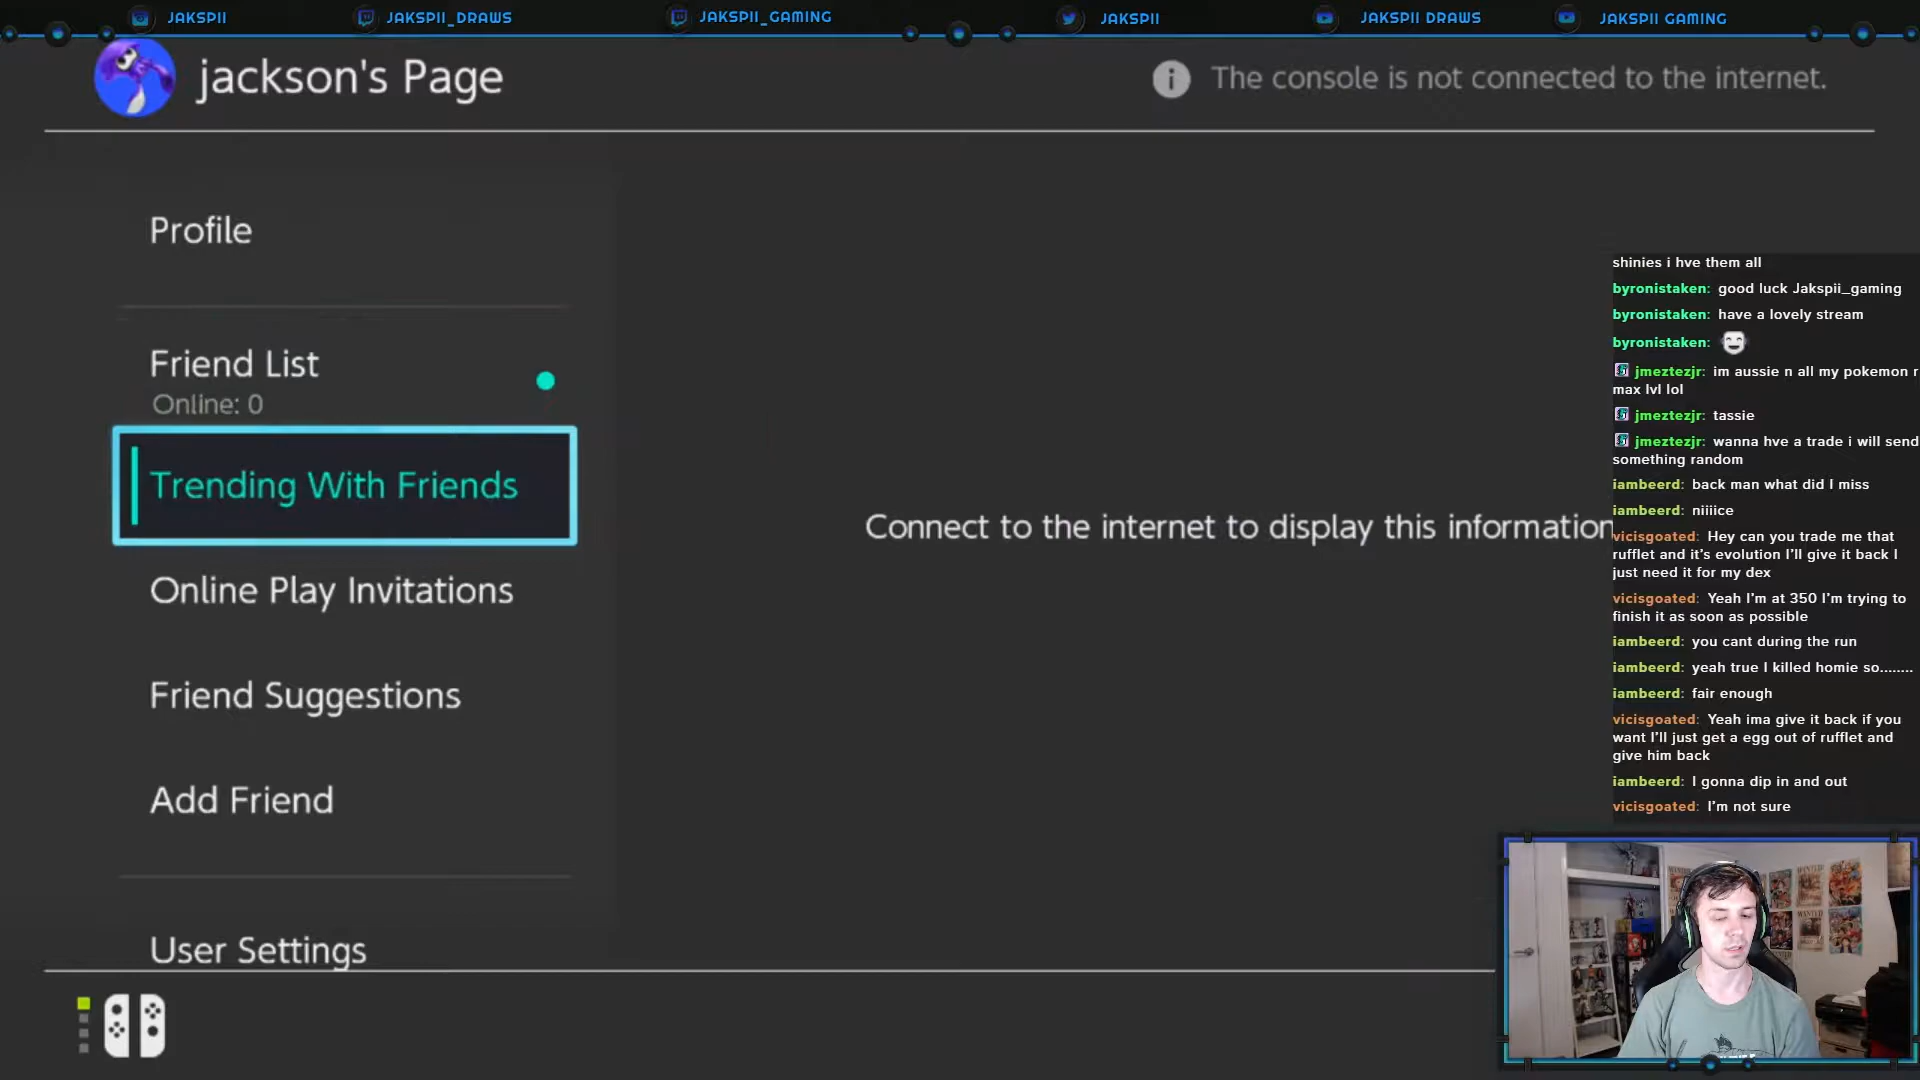 JAKSPII
JAKSPII_DRAWS
JAKSPII_GAMING
JAKSPII
JAKSPII DRAWS
JAKSPII GAMING
jackson's Page
The console is not connected to the internet.
Profile
Friend List
Online: 0
Trending With Friends
Online Play Invitations
Friend Suggestions
Add Friend
User Settings
Connect to the internet to display this information
shinies i hve them all
byronistaken: good luck Jakspii_gaming
byronistaken: have a lovely stream
byronistaken:
jmeztezjr: im aussie n all my pokemon r
max lvl lol
jmeztezjr: tassie
jmeztezjr: wanna hve a trade i will send
something random
iambeerd: back man what did I miss
iambeerd: niiiice
vicisgoated: Hey can you trade me that
rufflet and it's evolution I'll give it back I
just need it for my dex
vicisgoated: Yeah I'm at 350 I'm trying to
finish it as soon as possible
iambeerd: you cant during the run
iambeerd: yeah true I killed homie so........
iambeerd: fair enough
vicisgoated: Yeah ima give it back if you
want I'll just get a egg out of rufflet and
give him back
iambeerd: I gonna dip in and out
vicisgoated: I'm not sure
WANTED
WANTED